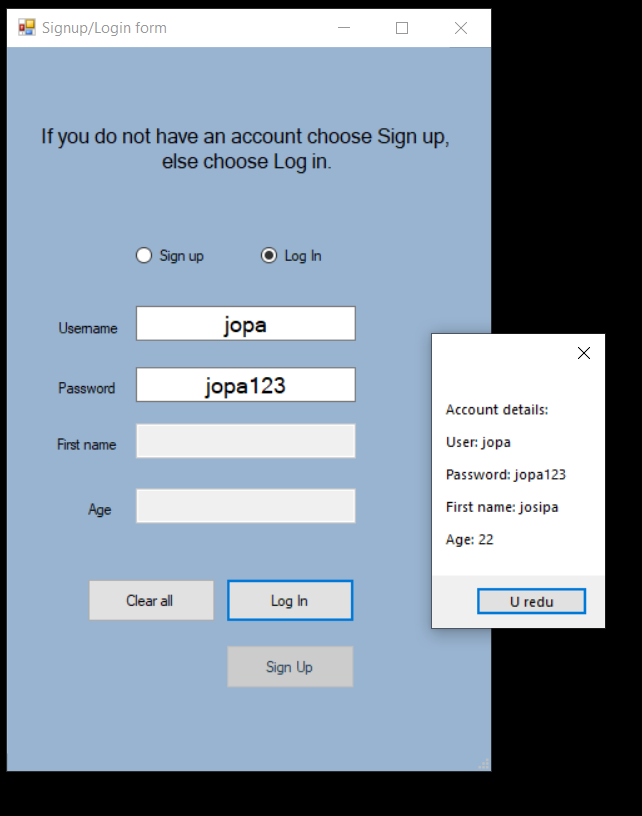 Signup/Login form
If you do not have an account choose Sign up,
else choose Log in.
Sign up
Log In
Username
jopa
Password
jopa123
First name
Age
Clear all
Log In
Sign Up
Account details:
User: jopa
Password: jopa123
First name: josipa
Age: 22
U redu